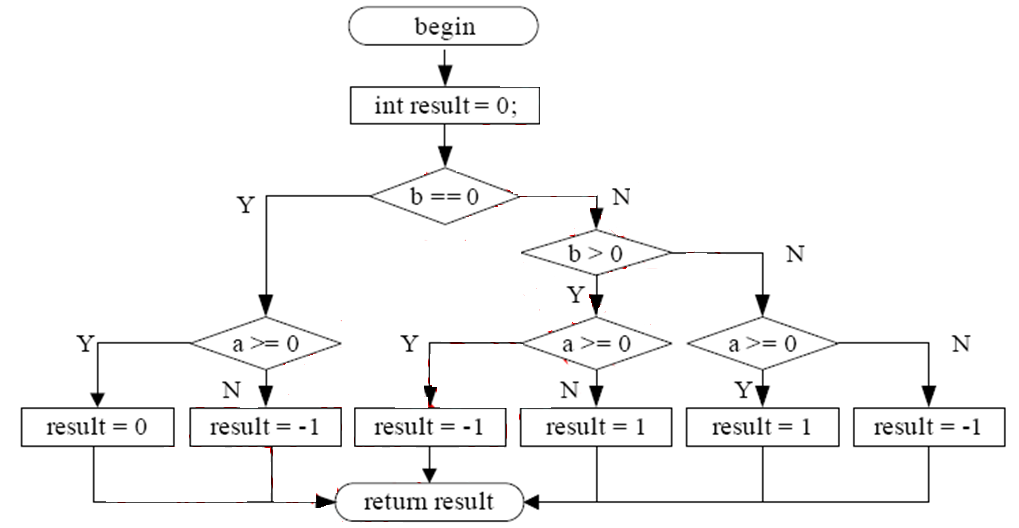 begin
int result = 0;
b == 0
Y
N
b > 0
N
Y
a >= 0
a >= 0
a >= 0
Y
N
Y
N
Y
N
result = 0
result = -1
result = -1
result = 1
result = 1
result = -1
return result